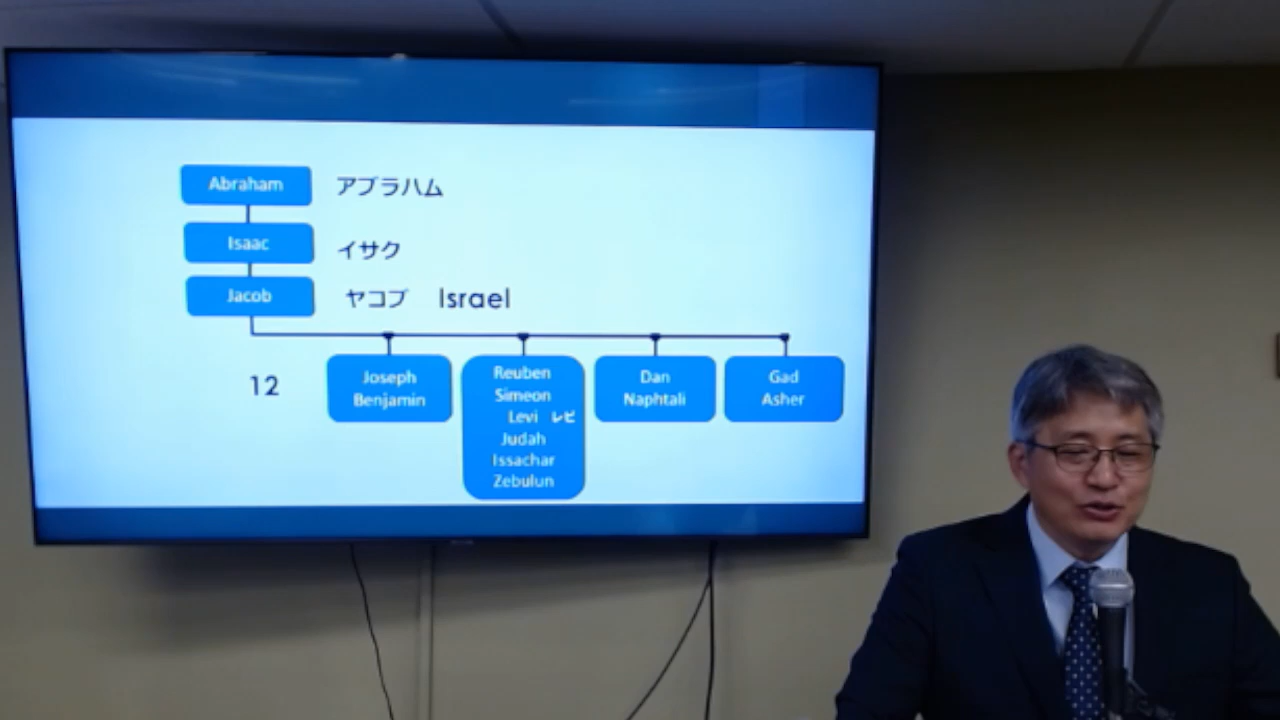 Abraham アブラハム
Isaac イサク
Jacob ヤコブ Israel
12
Joseph
Benjamin
Reuben
Simeon
Levi レビ
Judah
Issachar
Zebulun
Dan
Naphtali
Gad
Asher